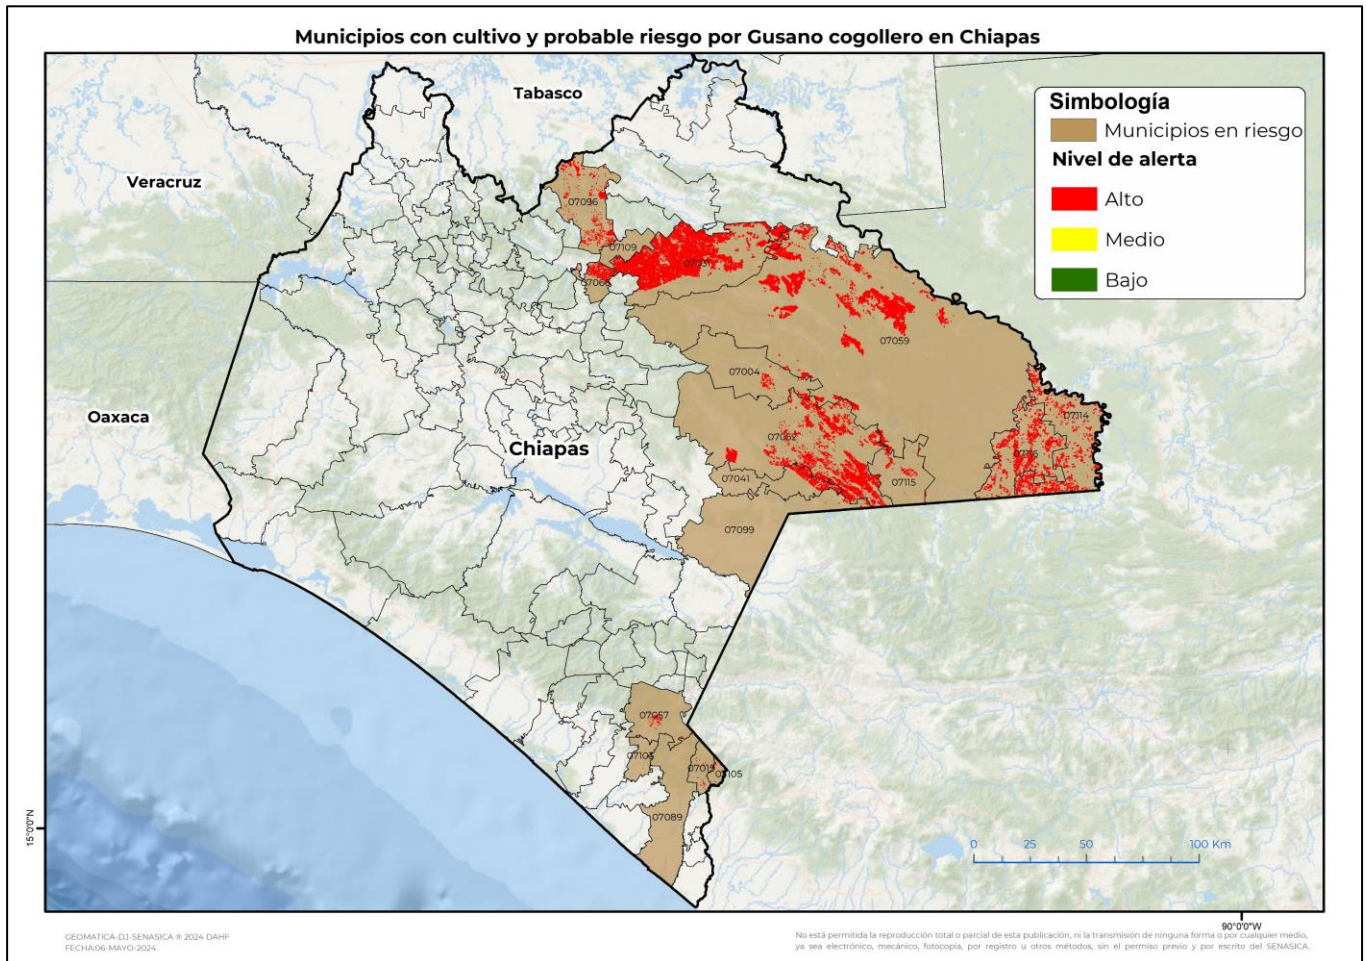 Municipios con cultivo y probable riesgo por Gusano cogollero en Chiapas
Tabasco
Veracruz
Oaxaca
Chiapas
Simbología
Municipios en riesgo
Nivel de alerta
Alto
Medio
Bajo
07096
07109
07031
07059
07004
07114
07052
07116
07041
07115
07099
07057
07015
07105
07089
0 25 50 100 Km
15°0'0"N
90°0'0"W
GEOMATICA-DJ-SENASICA ® 2024 DAHF
FECHA:06-MAYO-2024
No está permitida la reproducción total o parcial de esta publicación, ni la transmisión de ninguna forma o por cualquier medio,
ya sea electrónico, mecánico, fotocopia, por registro u otros métodos, sin el permiso previo y por escrito del SENASICA.